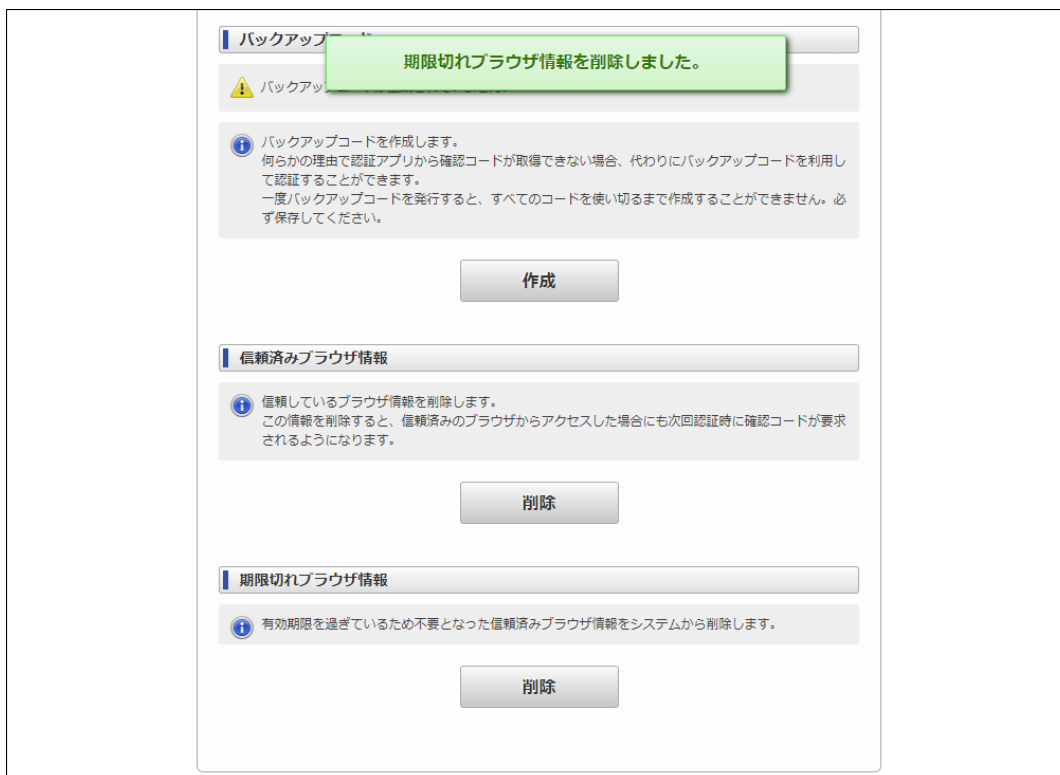 バックアップ
期限切れブラウザ情報を削除しました。
バックアッ
バックアップコードを作成します。
何らかの理由で認証アプリから確認コードが取得できない場合、代わりにバックアップコードを利用し
て認証することができます。
一度バックアップコードを発行すると、すべてのコードを使い切るまで作成することができません。必
ず保存してください。
作成
信頼済みブラウザ情報
信頼しているブラウザ情報を削除します。
この情報を削除すると、信頼済みのブラウザからアクセスした場合にも次回認証時に確認コードが要求
されるようになります。
削除
期限切れブラウザ情報
有効期限を過ぎているため不要となった信頼済みブラウザ情報をシステムから削除します。
削除